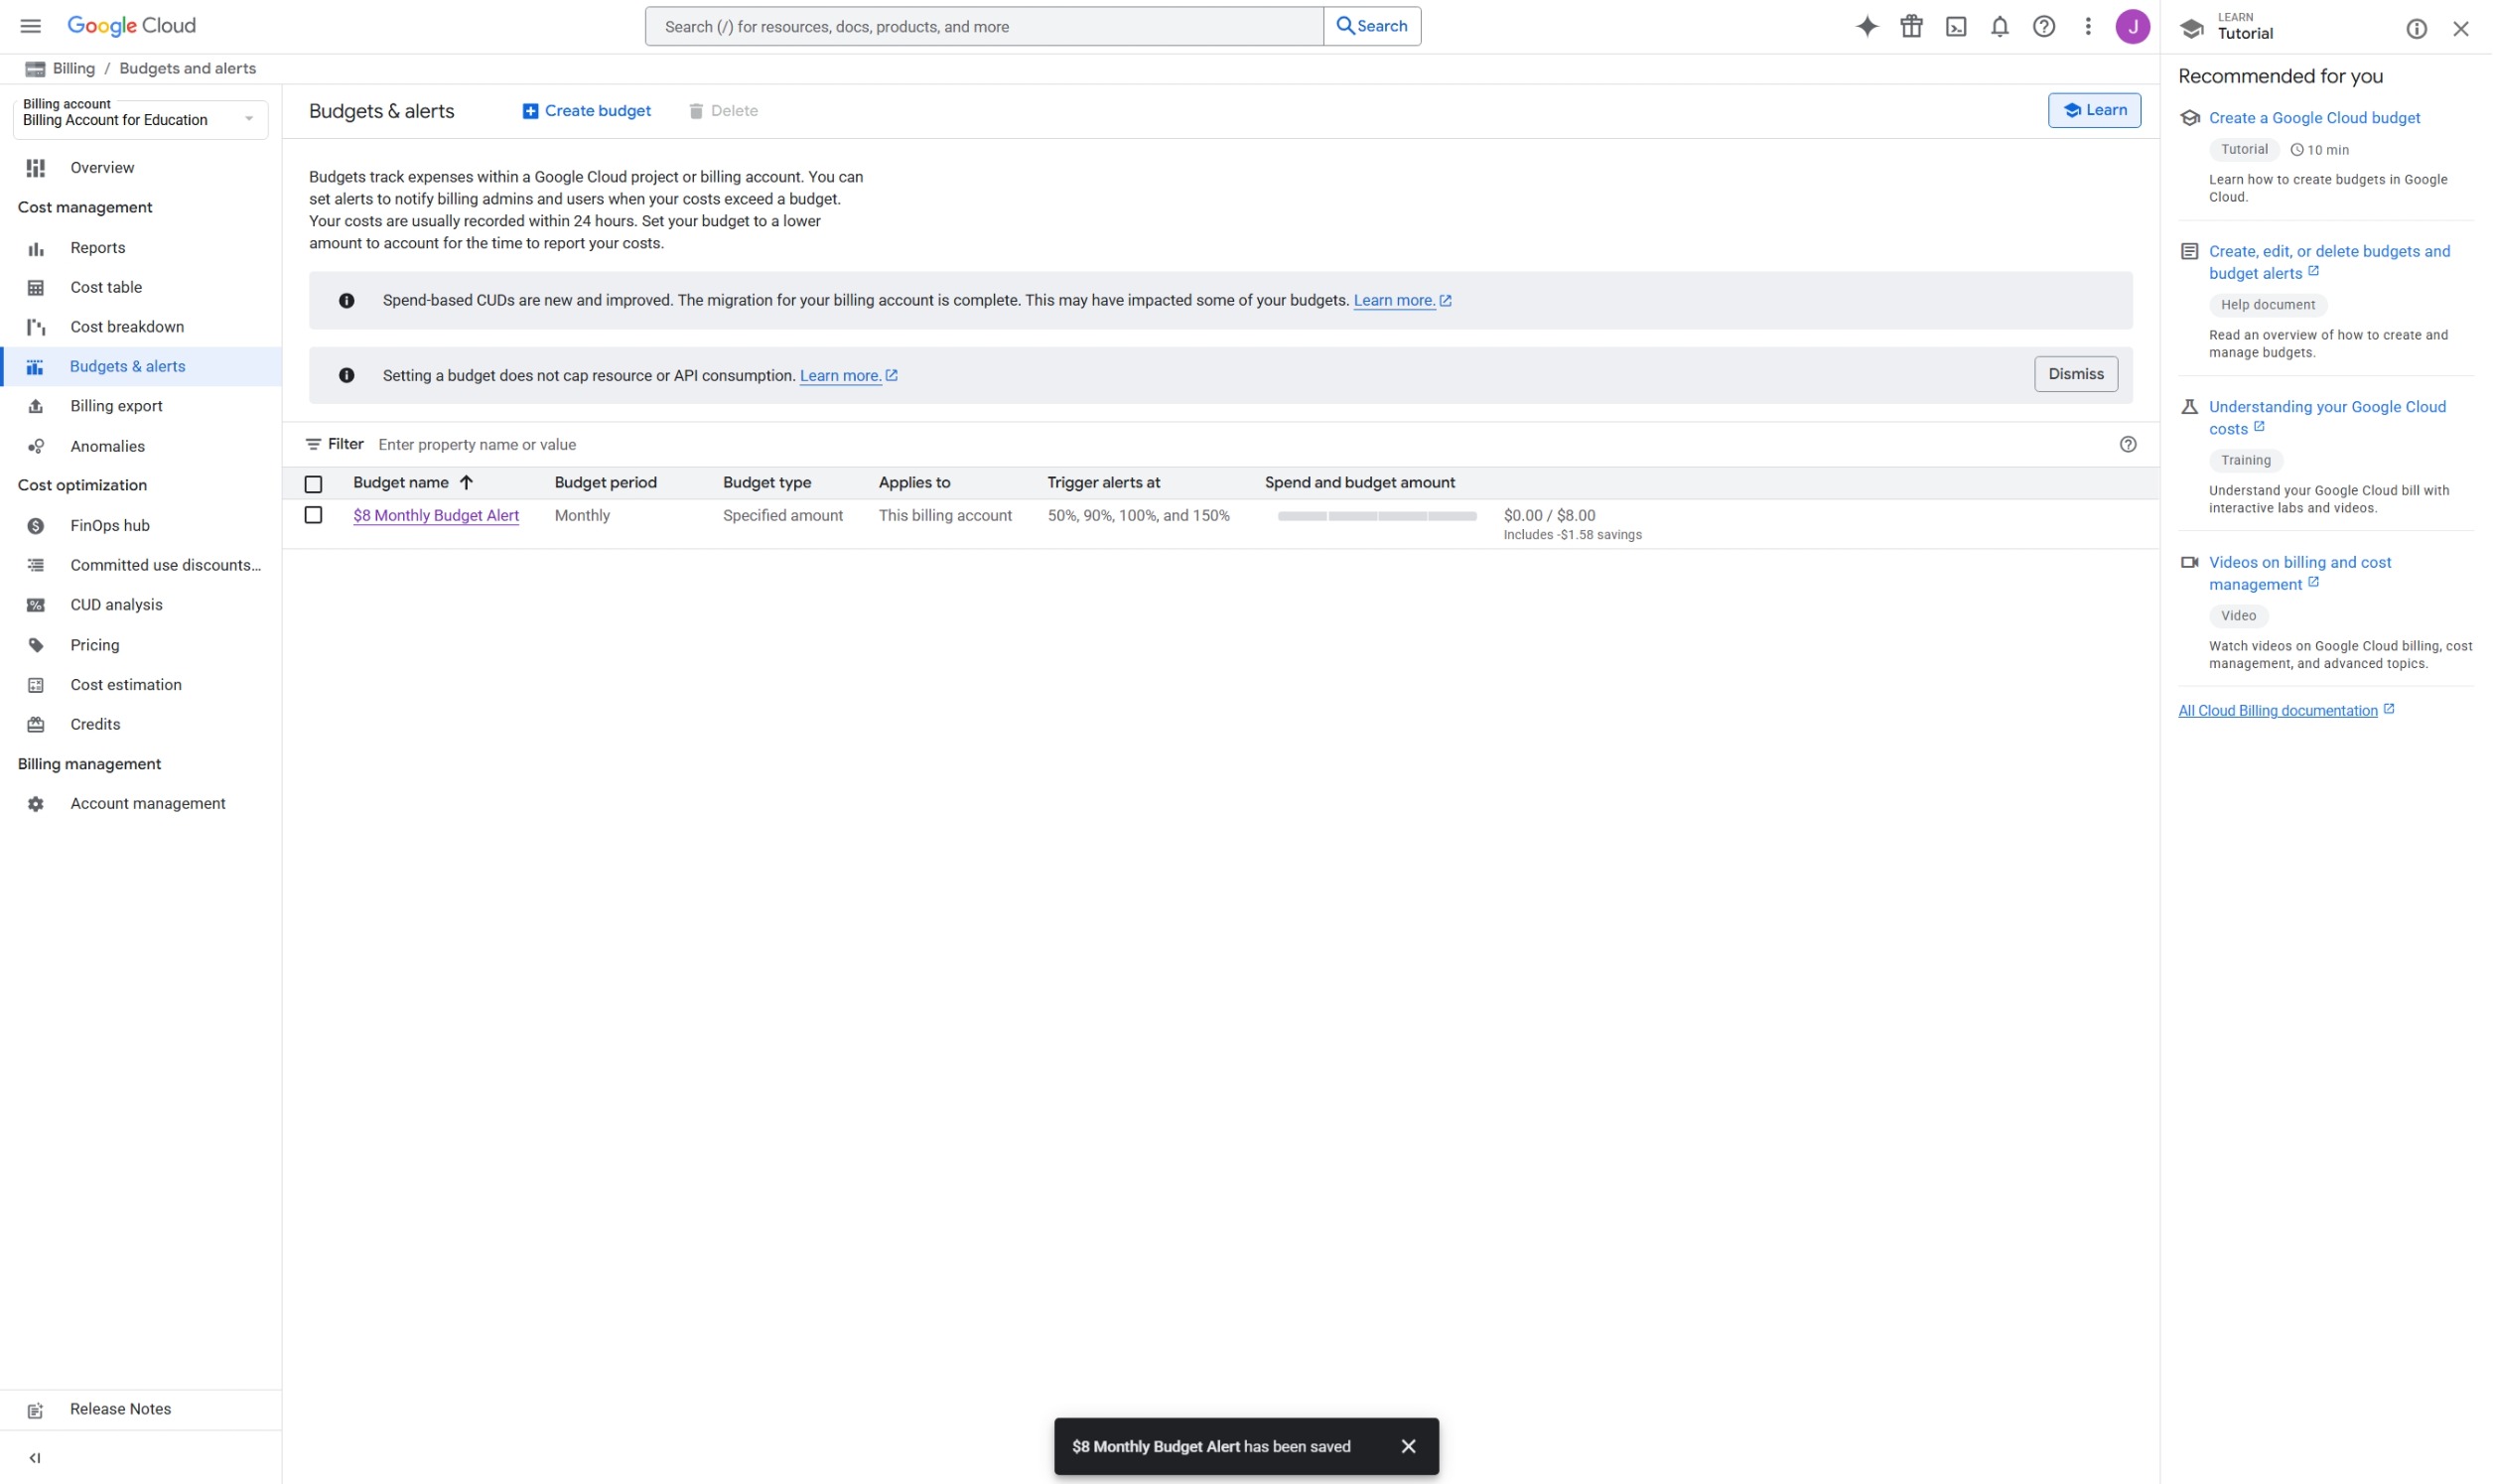 Google Cloud
Search (/) for resources, docs, products, and more
Search
J
LEARN
Tutorial
Billing / Budgets and alerts
Billing account
Billing Account for Education
Overview
Cost management
Reports
Cost table
Cost breakdown
Budgets & alerts
Billing export
Anomalies
Cost optimization
FinOps hub
Committed use discounts...
CUD analysis
Pricing
Cost estimation
Credits
Billing management
Account management
Release Notes
Budgets & alerts
Create budget
Delete
Learn
Budgets track expenses within a Google Cloud project or billing account. You can
set alerts to notify billing admins and users when your costs exceed a budget.
Your costs are usually recorded within 24 hours. Set your budget to a lower
amount to account for the time to report your costs.
Spend-based CUDs are new and improved. The migration for your billing account is complete. This may have impacted some of your budgets. Learn more.
Setting a budget does not cap resource or API consumption. Learn more.
Dismiss
Filter Enter property name or value
Budget name Budget period Budget type Applies to Trigger alerts at Spend and budget amount
$8 Monthly Budget Alert Monthly Specified amount This billing account 50%, 90%, 100%, and 150% $0.00 / $8.00
Includes -$1.58 savings
$8 Monthly Budget Alert has been saved
Recommended for you
Create a Google Cloud budget
Tutorial 10 min
Learn how to create budgets in Google
Cloud.
Create, edit, or delete budgets and
budget alerts
Help document
Read an overview of how to create and
manage budgets.
Understanding your Google Cloud
costs
Training
Understand your Google Cloud bill with
interactive labs and videos.
Videos on billing and cost
management
Video
Watch videos on Google Cloud billing, cost
management, and advanced topics.
All Cloud Billing documentation